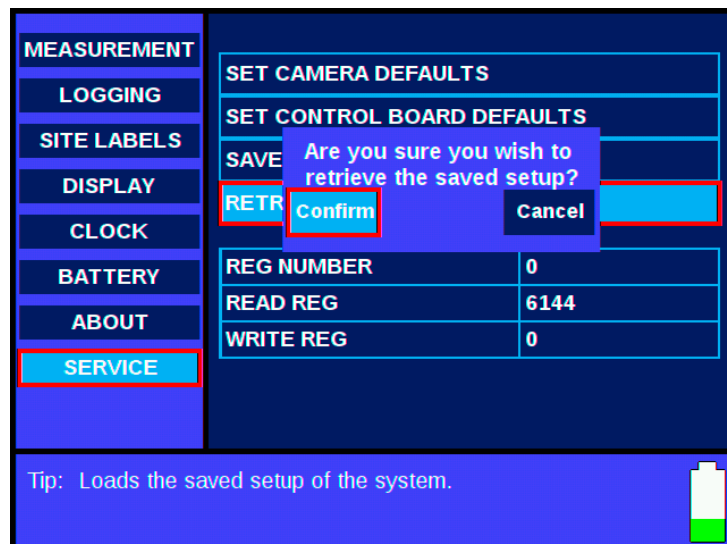 MEASUREMENT
LOGGING
SITE LABELS
DISPLAY
CLOCK
BATTERY
ABOUT
SERVICE
SET CAMERA DEFAULTS
SET CONTROL BOARD DEFAULTS
SAVE
RETR
Are you sure you wish to
retrieve the saved setup?
Confirm Cancel
REG NUMBER 0
READ REG 6144
WRITE REG 0
Tip: Loads the saved setup of the system.